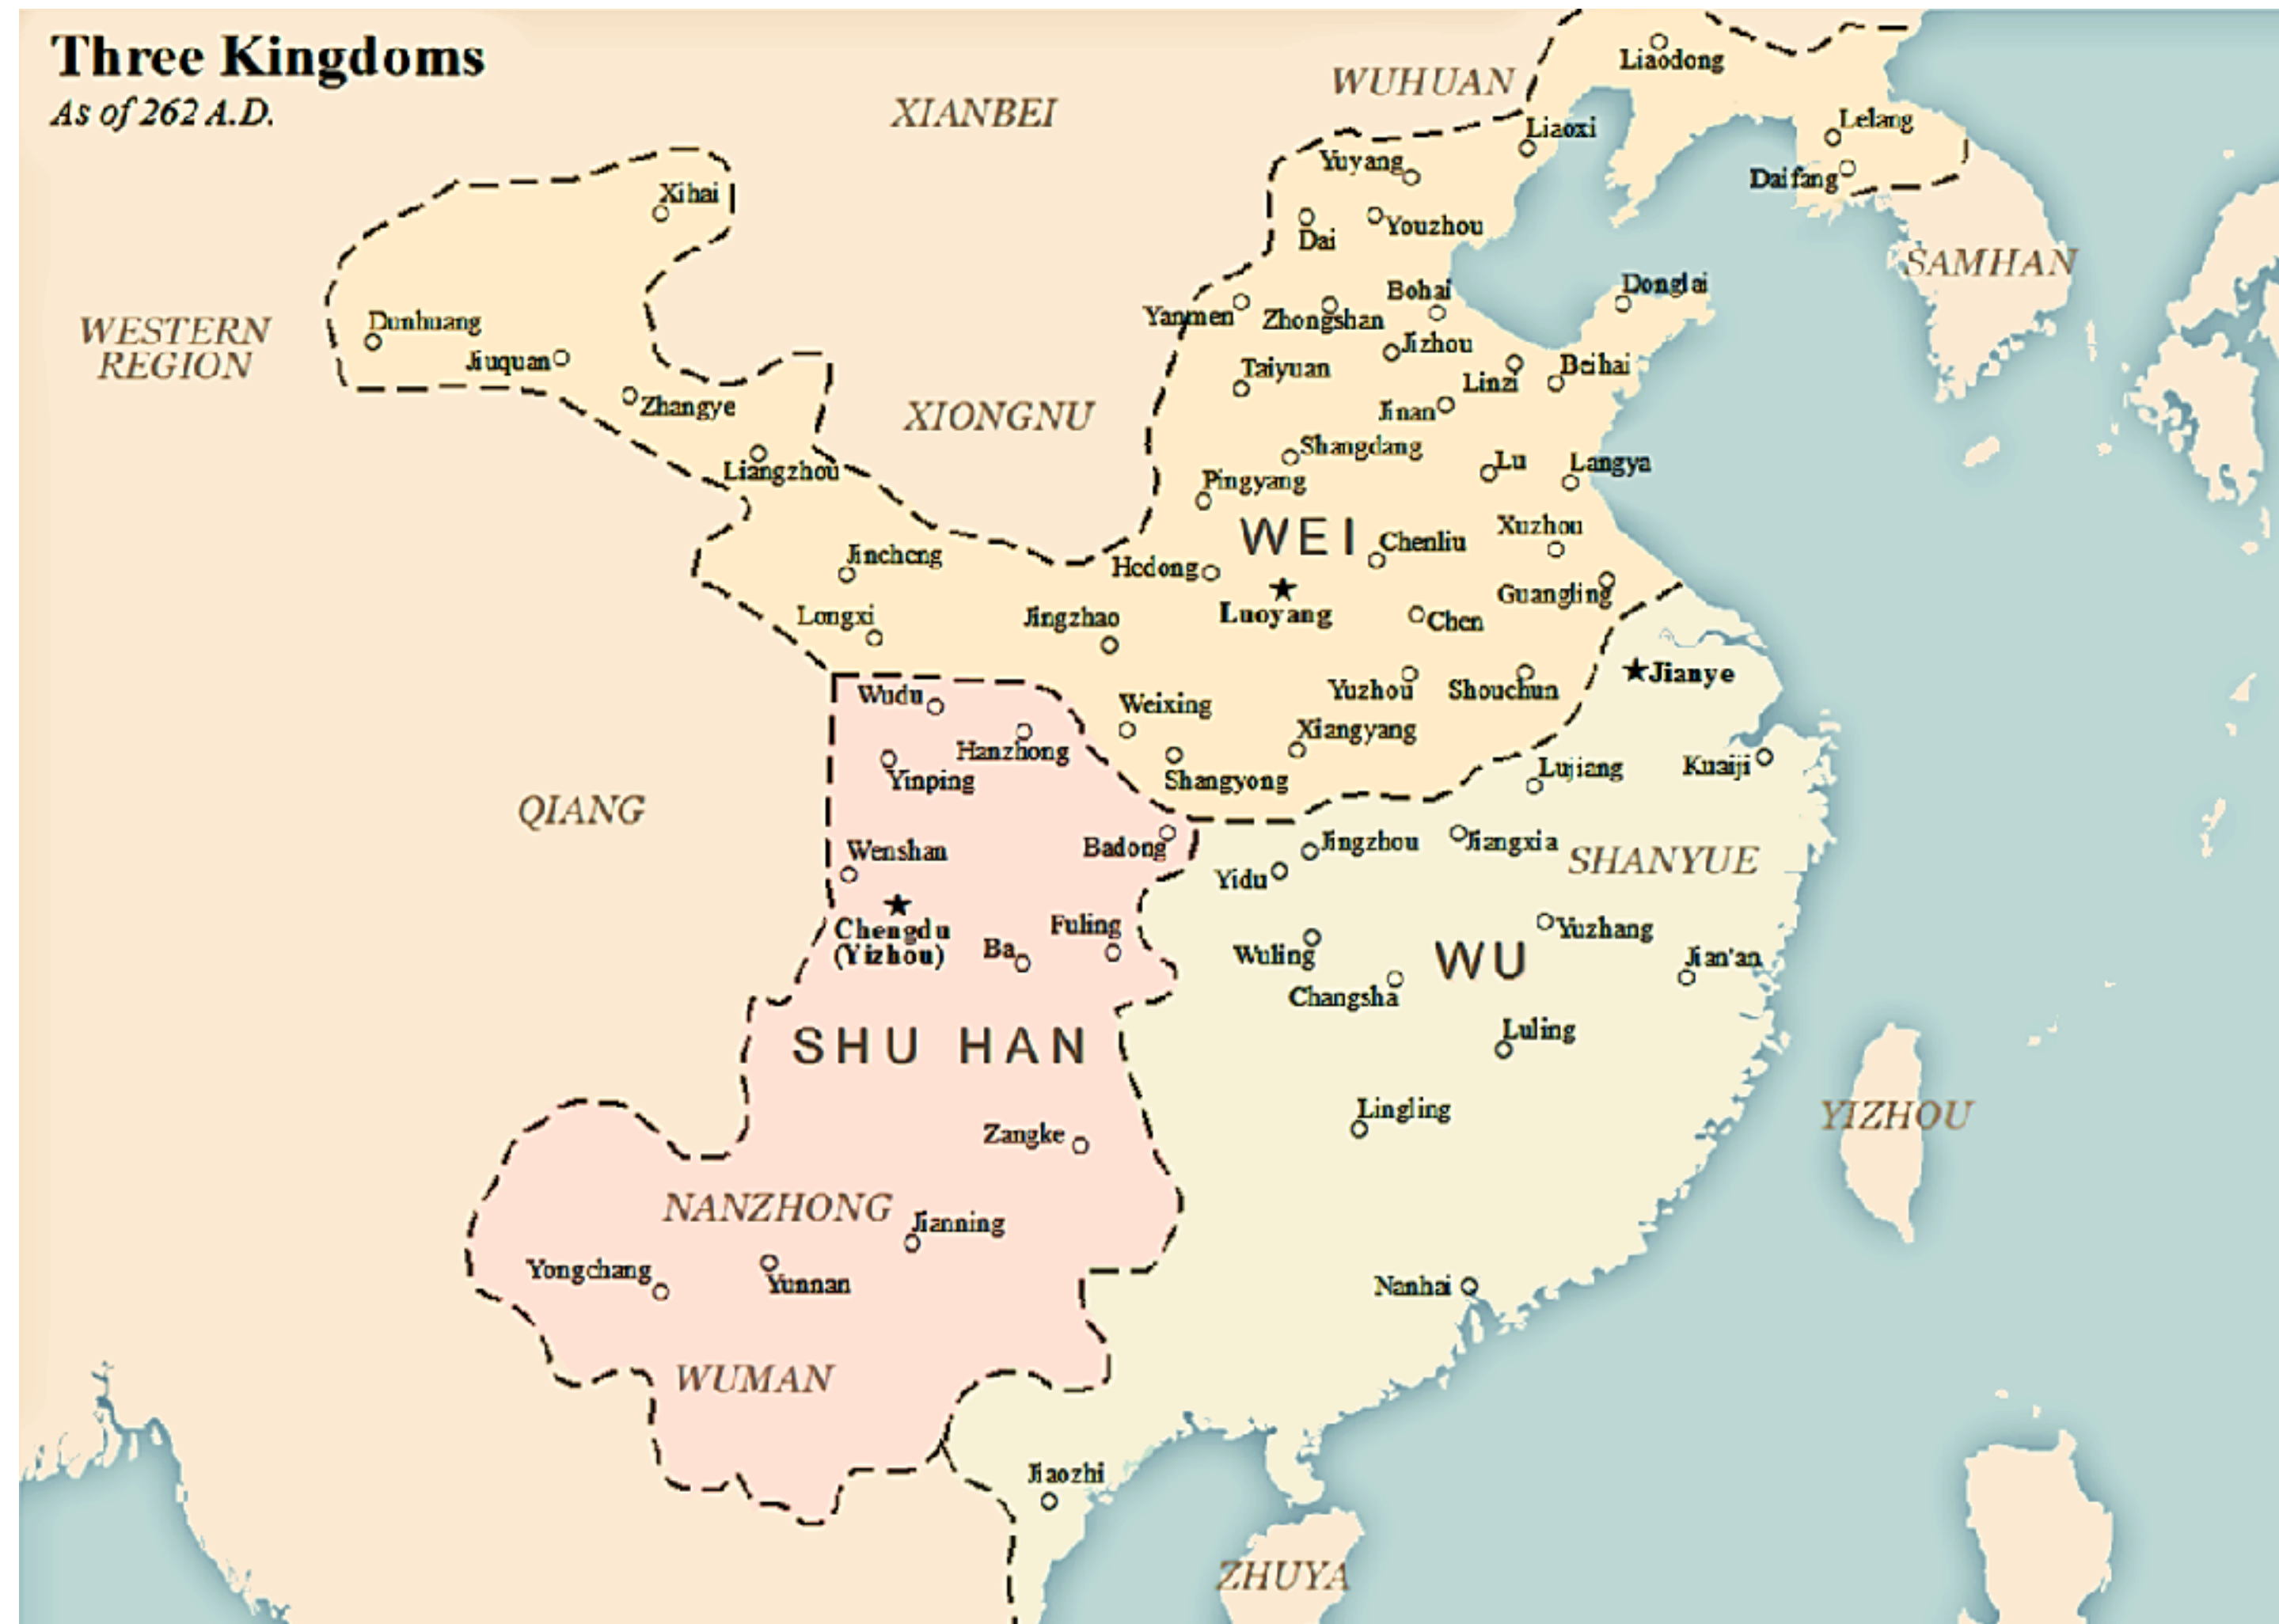 Three Kingdoms
As of 262 A.D.
WUHUAN
XIANBEI
Liaodong
Lelang
Liaoxi
Yuyang
Daifang
Xihai
Dai
Youzhou
SAMHAN
Donglai
Bohai
Yanmen
Zhongshan
Dunhuang
WESTERN
REGION
Jiuquan
Jizhou
Taiyuan
Linzi
Beihai
Zhangye
Jinan
XIONGNU
Shangdang
Liangzhou
Lu
Langya
Pingyang
Xuzhou
WEI
Chenliu
Jincheng
Hedong
Guangling
Luoyang
Longxi
Jingzhao
Chen
Jianye
Wudu
Yuzhou
Shouchun
Weixing
Xiangyang
Hanzhong
Yinping
Shangyong
Lujiang
Kuaiji
QIANG
Badong
Jingzhou
Jiangxia
Wenshan
SHANYUE
Yidu
Chengdu
(Yizhou)
Fuling
Ba
Yuzhang
Wuling
WU
Jian'an
Changsha
SHU HAN
Luling
Lingling
YIZHOU
Zangke
NANZHONG
Jianning
Yongchang
Yunnan
Nanhai
WUMAN
Jiaozhi
ZHUYA